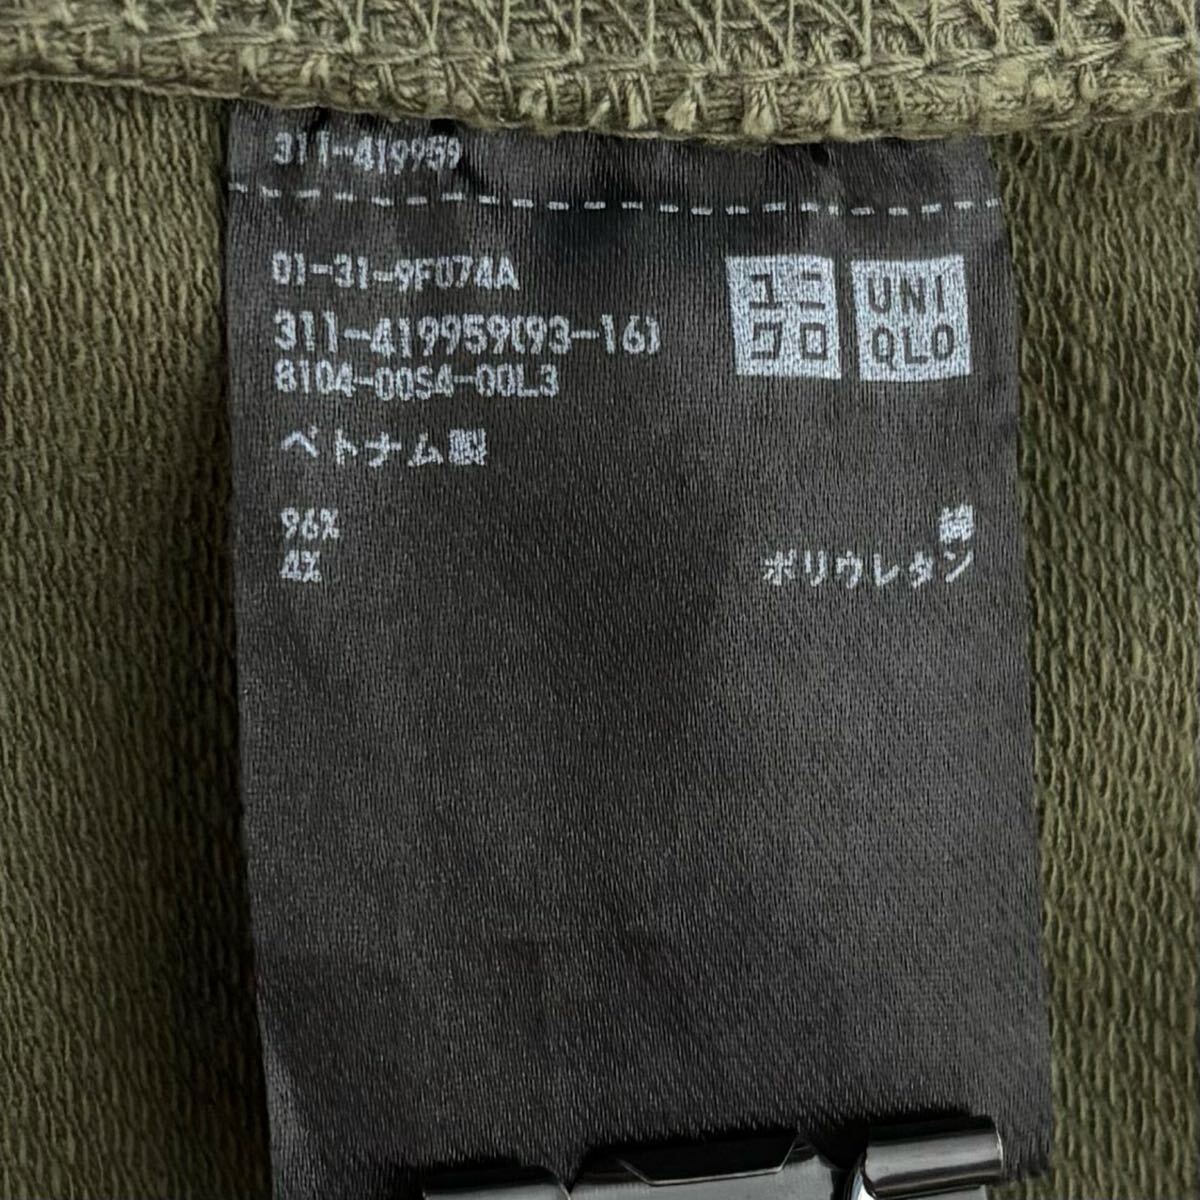 311-419959
01-31-9F074A
311-419959(93-16)
8104-00S4-00L3
ユニ
クロ
UNI
QLO
ベトナム製
96% 綿
4% ポリウレタン